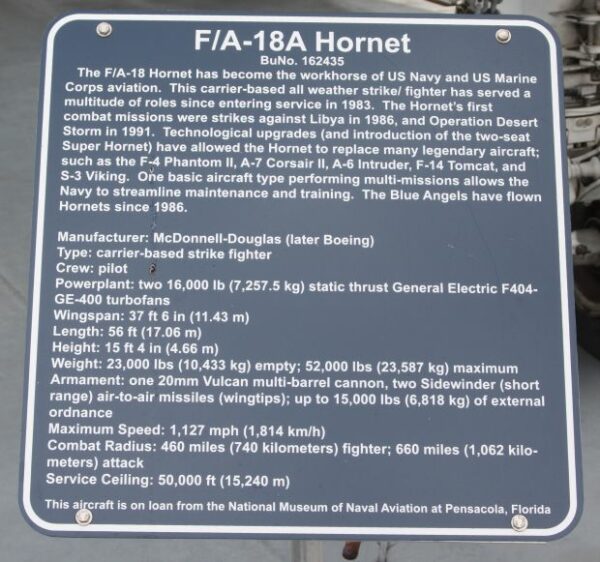 F/A-18A Hornet
BuNo. 162435
The F/A-18 Hornet has become the workhorse of US Navy and US Marine
Corps aviation. This carrier-based all weather strike/ fighter has served a
multitude of roles since entering service in 1983. The Hornet's first
combat missions were strikes against Libya in 1986, and Operation Desert
Storm in 1991. Technological upgrades (and introduction of the two-seat
Super Hornet) have allowed the Hornet to replace many legendary aircraft;
such as the F-4 Phantom II, A-7 Corsair II, A-6 Intruder, F-14 Tomcat, and
S-3 Viking. One basic aircraft type performing multi-missions allows the
Navy to streamline maintenance and training. The Blue Angels have flown
Hornets since 1986.
Manufacturer: McDonnell-Douglas (later Boeing)
Type: carrier-based strike fighter
Crew: pilot
Powerplant: two 16,000 lb (7,257.5 kg) static thrust General Electric F404-
GE-400 turbofans
Wingspan: 37 ft 6 in (11.43 m)
Length: 56 ft (17.06 m)
Height: 15 ft 4 in (4.66 m)
Weight: 23,000 lbs (10,433 kg) empty; 52,000 lbs (23,587 kg) maximum
Armament: one 20mm Vulcan multi-barrel cannon, two Sidewinder (short
range) air-to-air missiles (wingtips); up to 15,000 lbs (6,818 kg) of external
ordnance
Maximum Speed: 1,127 mph (1,814 km/h)
Combat Radius: 460 miles (740 kilometers) fighter; 660 miles (1,062 kilo-
meters) attack
Service Ceiling: 50,000 ft (15,240 m)
This aircraft is on loan from the National Museum of Naval Aviation at Pensacola, Florida